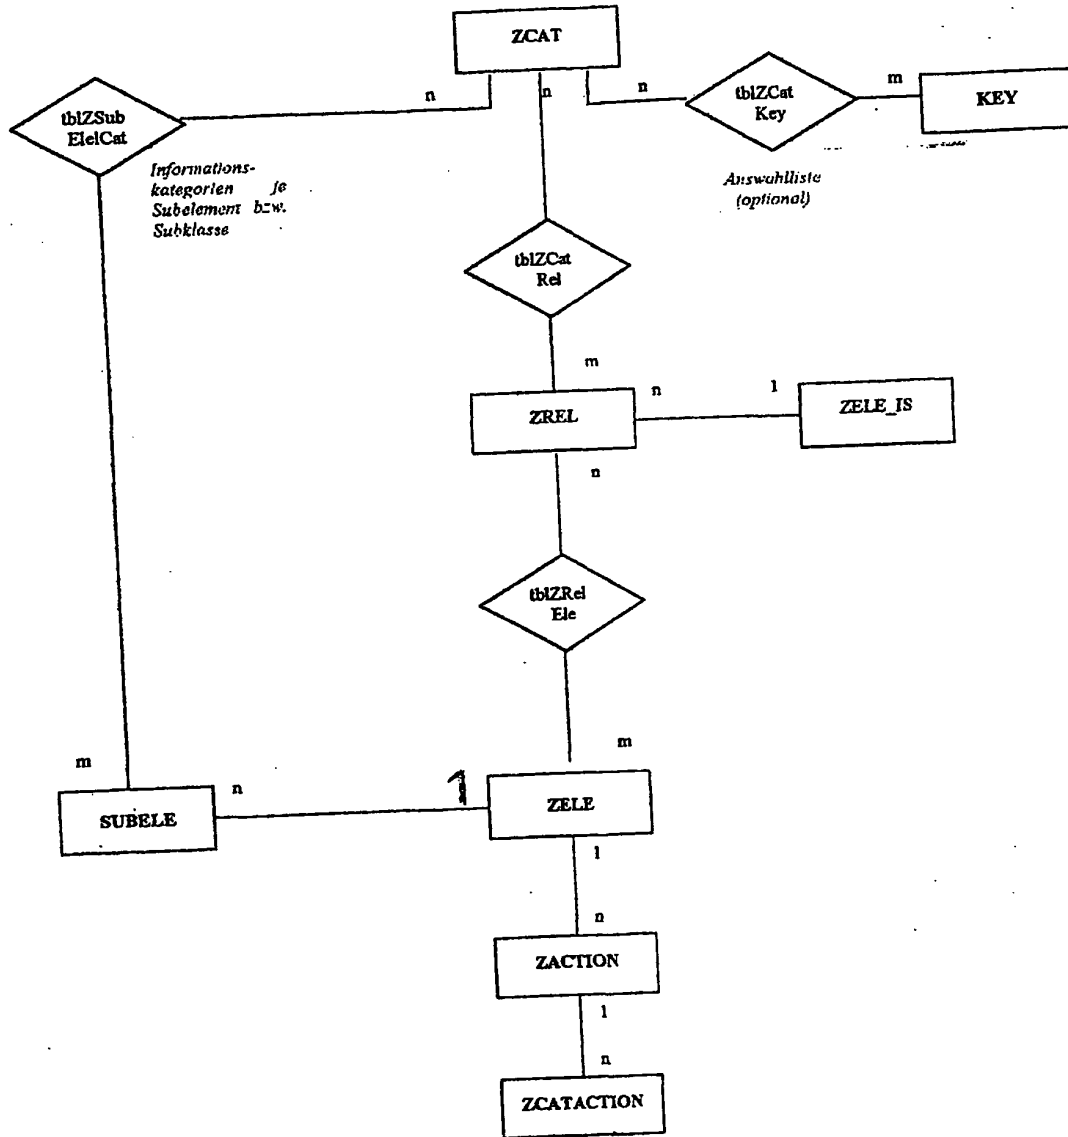 ZCAT
n
n
n
m
tblZSub
ElelCat
tblZCat
Key
KEY
Informations-
kategorien je
Subelement bzw.
Subklasse
Auswahlliste
(optional)
tblZCat
Rel
m
ZREL
n
1
ZELE_IS
n
tblZRel
Ele
m
m
SUBELE
n
1
ZELE
1
n
ZACTION
1
n
ZCATACTION